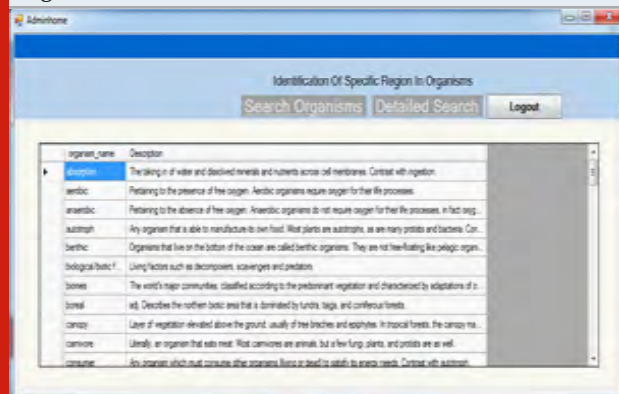 Adminhome
Identification Of Specific Region In Organisms
Search Organisms Detailed Search Logout
organism_name Description
absorption The taking in of water and dissolved minerals and nutrients across cell membranes. Contrast with ingestion.
aerobic Pertaining to the presence of free oxygen. Aerobic organisms require oxygen for their life processes.
anaerobic Pertaining to the absence of free oxygen. Anaerobic organisms do not require oxygen for their life processes, in fact oxyg...
autotroph Any organism that is able to manufacture its own food. Most plants are autotrophs, as are many protists and bacteria. Con...
benthic Organisms that live on the bottom of the ocean are called benthic organisms. They are not free-floating like pelagic organ...
biological/biotic f... Living factors such as decomposers, scavengers and predators.
biomes The world's major communities, classified according to the predominant vegetation and characterized by adaptations of o...
boreal adj. Describes the northern biotic area that is dominated by tundra, taiga, and coniferous forests.
canopy Layer of vegetation elevated above the ground, usually of tree braches and epiphytes. In tropical forests, the canopy ma...
carnivore Literally, an organism that eats meat. Most carnivores are animals, but a few fungi, plants, and protists are as well.
consumer Any organism which must consume other organisms (living or dead) to satisfy its energy needs. Contrast with autotroph.